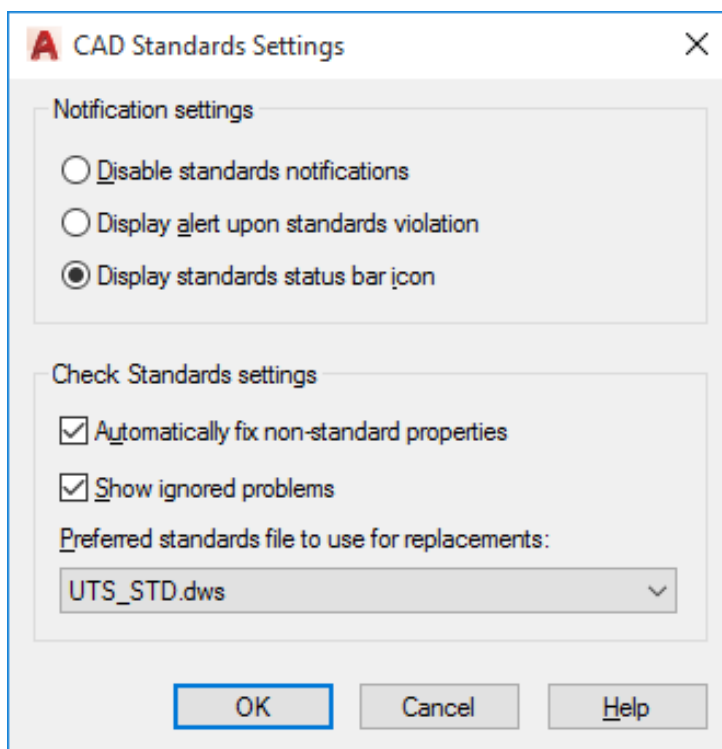 CAD Standards Settings
Notification settings
Disable standards notifications
Display alert upon standards violation
Display standards status bar icon
Check Standards settings
Automatically fix non-standard properties
Show ignored problems
Preferred standards file to use for replacements:
UTS_STD.dws
OK Cancel Help